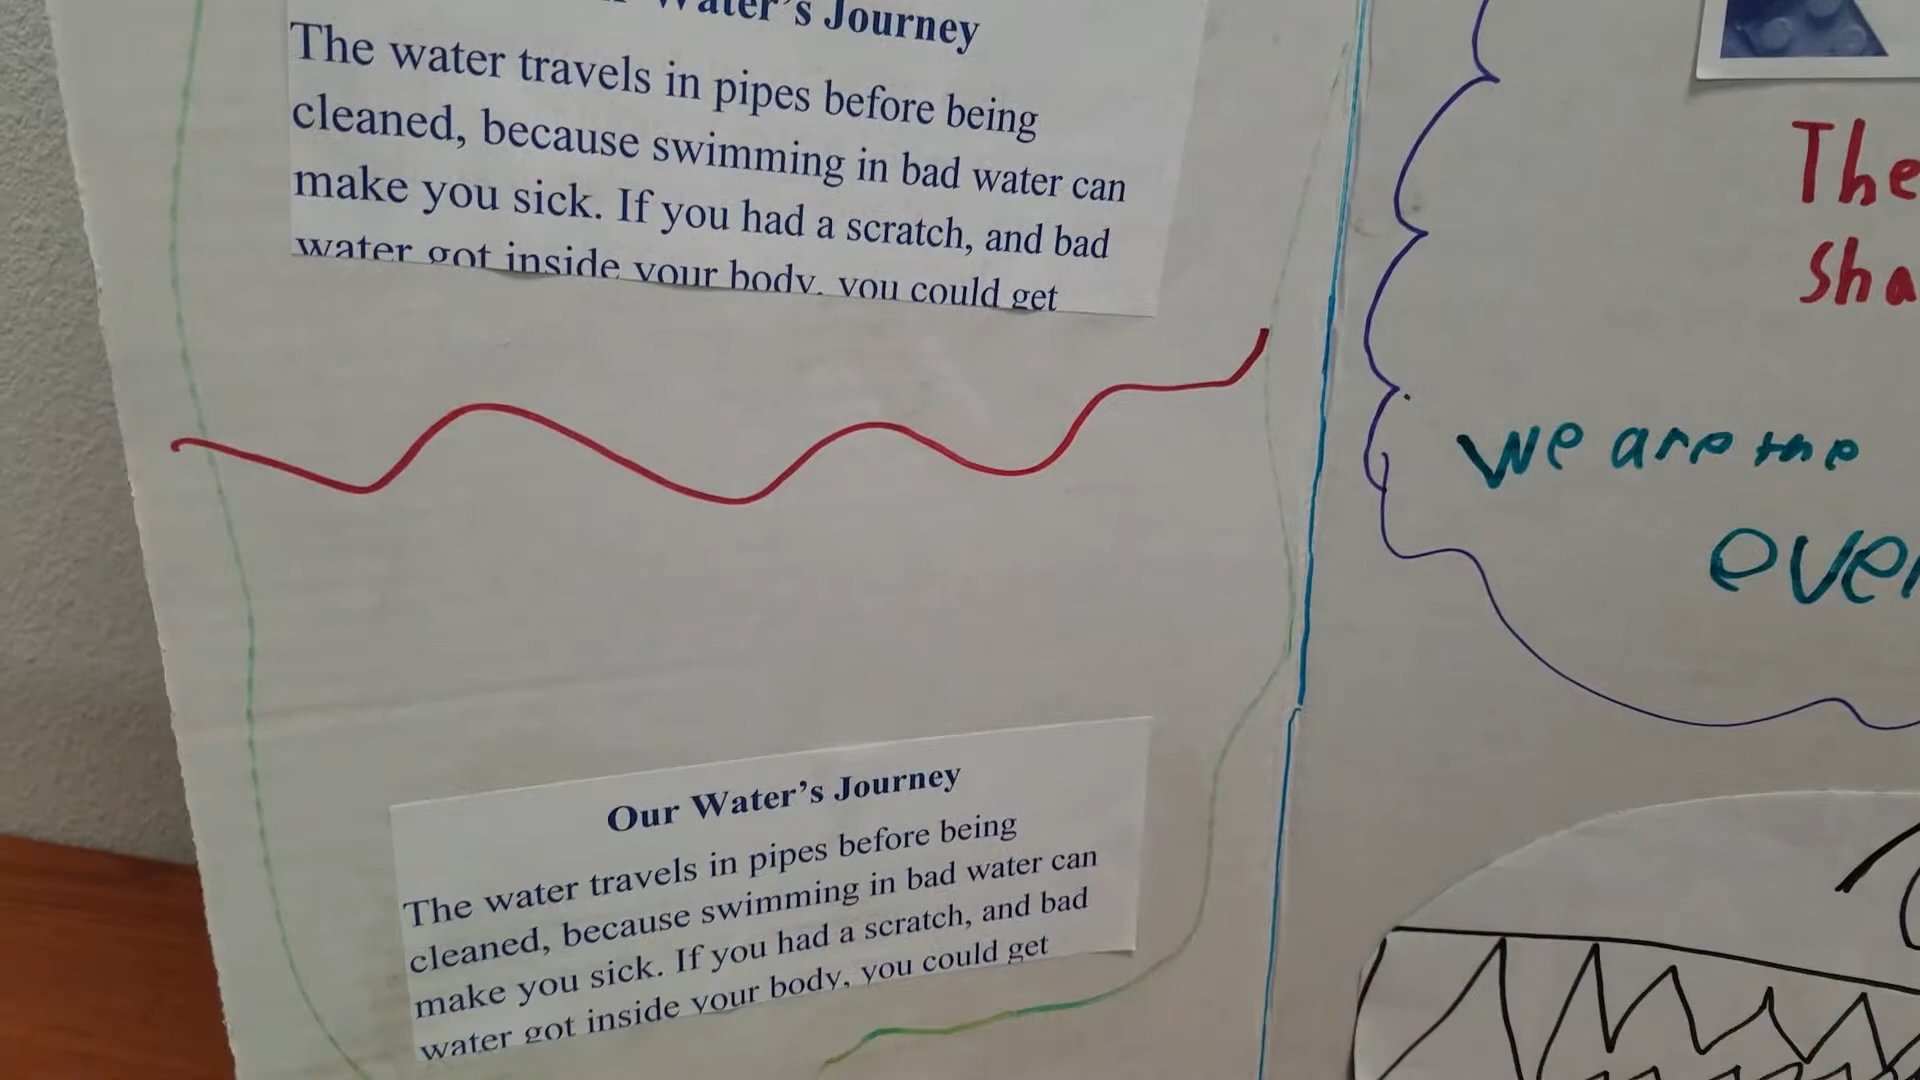 Water's Journey
The water travels in pipes before being
cleaned, because swimming in bad water can
make you sick. If you had a scratch, and bad
water got inside your body, you could get
Our Water's Journey
The water travels in pipes before being
cleaned, because swimming in bad water can
make you sick. If you had a scratch, and bad
water got inside your body, you could get
The
Sha
we are the
ever